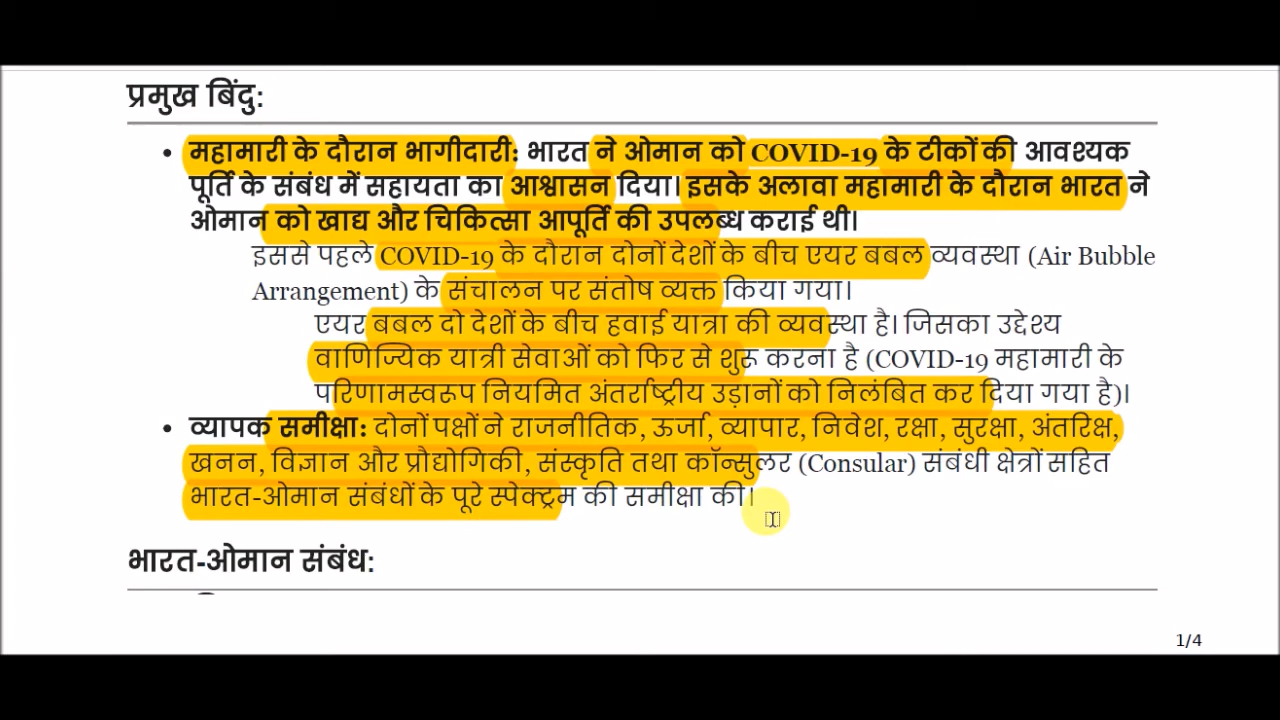 प्रमुख बिंदु:
• महामारी के दौरान भागीदारी: भारत ने ओमान को COVID-19 के टीकों की आवश्यक
पूर्ति के संबंध में सहायता का आश्वासन दिया। इसके अलावा महामारी के दौरान भारत ने
ओमान को खाद्य और चिकित्सा आपूर्ति की उपलब्ध कराई थी।
इससे पहले COVID-19 के दौरान दोनों देशों के बीच एयर बबल व्यवस्था (Air Bubble
Arrangement) के संचालन पर संतोष व्यक्त किया गया।
एयर बबल दो देशों के बीच हवाई यात्रा की व्यवस्था है। जिसका उद्देश्य
वाणिज्यिक यात्री सेवाओं को फिर से शुरू करना है (COVID-19 महामारी के
परिणामस्वरूप नियमित अंतर्राष्ट्रीय उड़ानों को निलंबित कर दिया गया है)।
• व्यापक समीक्षा: दोनों पक्षों ने राजनीतिक, ऊर्जा, व्यापार, निवेश, रक्षा, सुरक्षा, अंतरिक्ष,
खनन, विज्ञान और प्रौद्योगिकी, संस्कृति तथा कॉन्सुलर (Consular) संबंधी क्षेत्रों सहित
भारत-ओमान संबंधों के पूरे स्पेक्ट्रम की समीक्षा की।
भारत-ओमान संबंध:
1/4